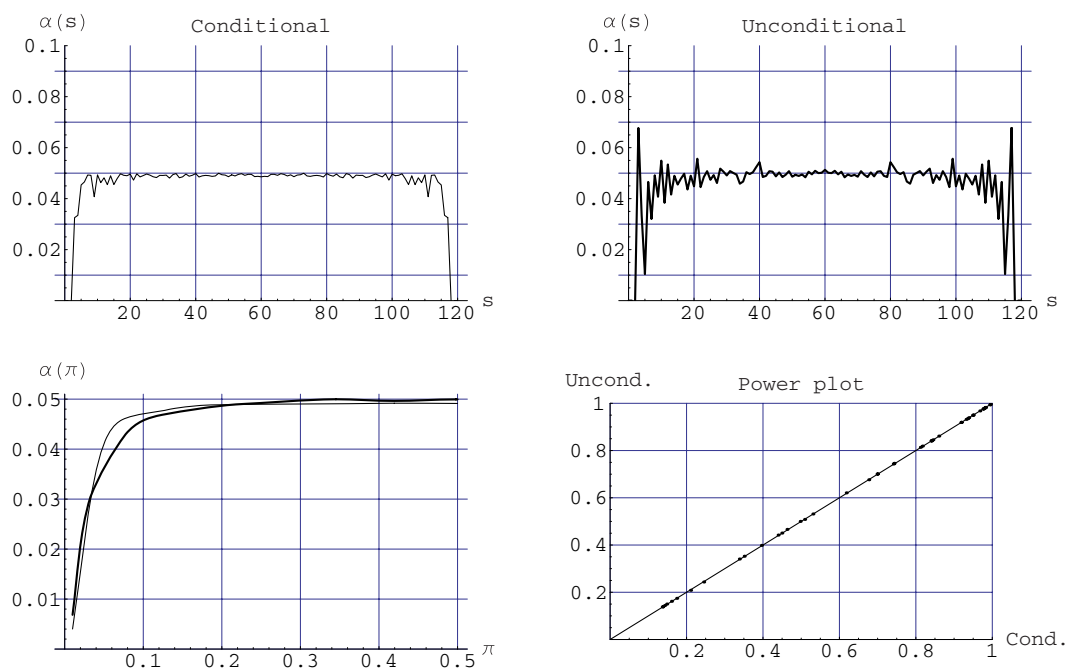 α(s)
Conditional
0.1
0.08
0.06
0.04
0.02
20 40 60 80 100 120 s
α(s)
Unconditional
0.1
0.08
0.06
0.04
0.02
20 40 60 80 100 120 s
α(π)
0.05
0.04
0.03
0.02
0.01
0.1 0.2 0.3 0.4 0.5 π
Uncond.
Power plot
1
0.8
0.6
0.4
0.2
0.2 0.4 0.6 0.8 1 Cond.